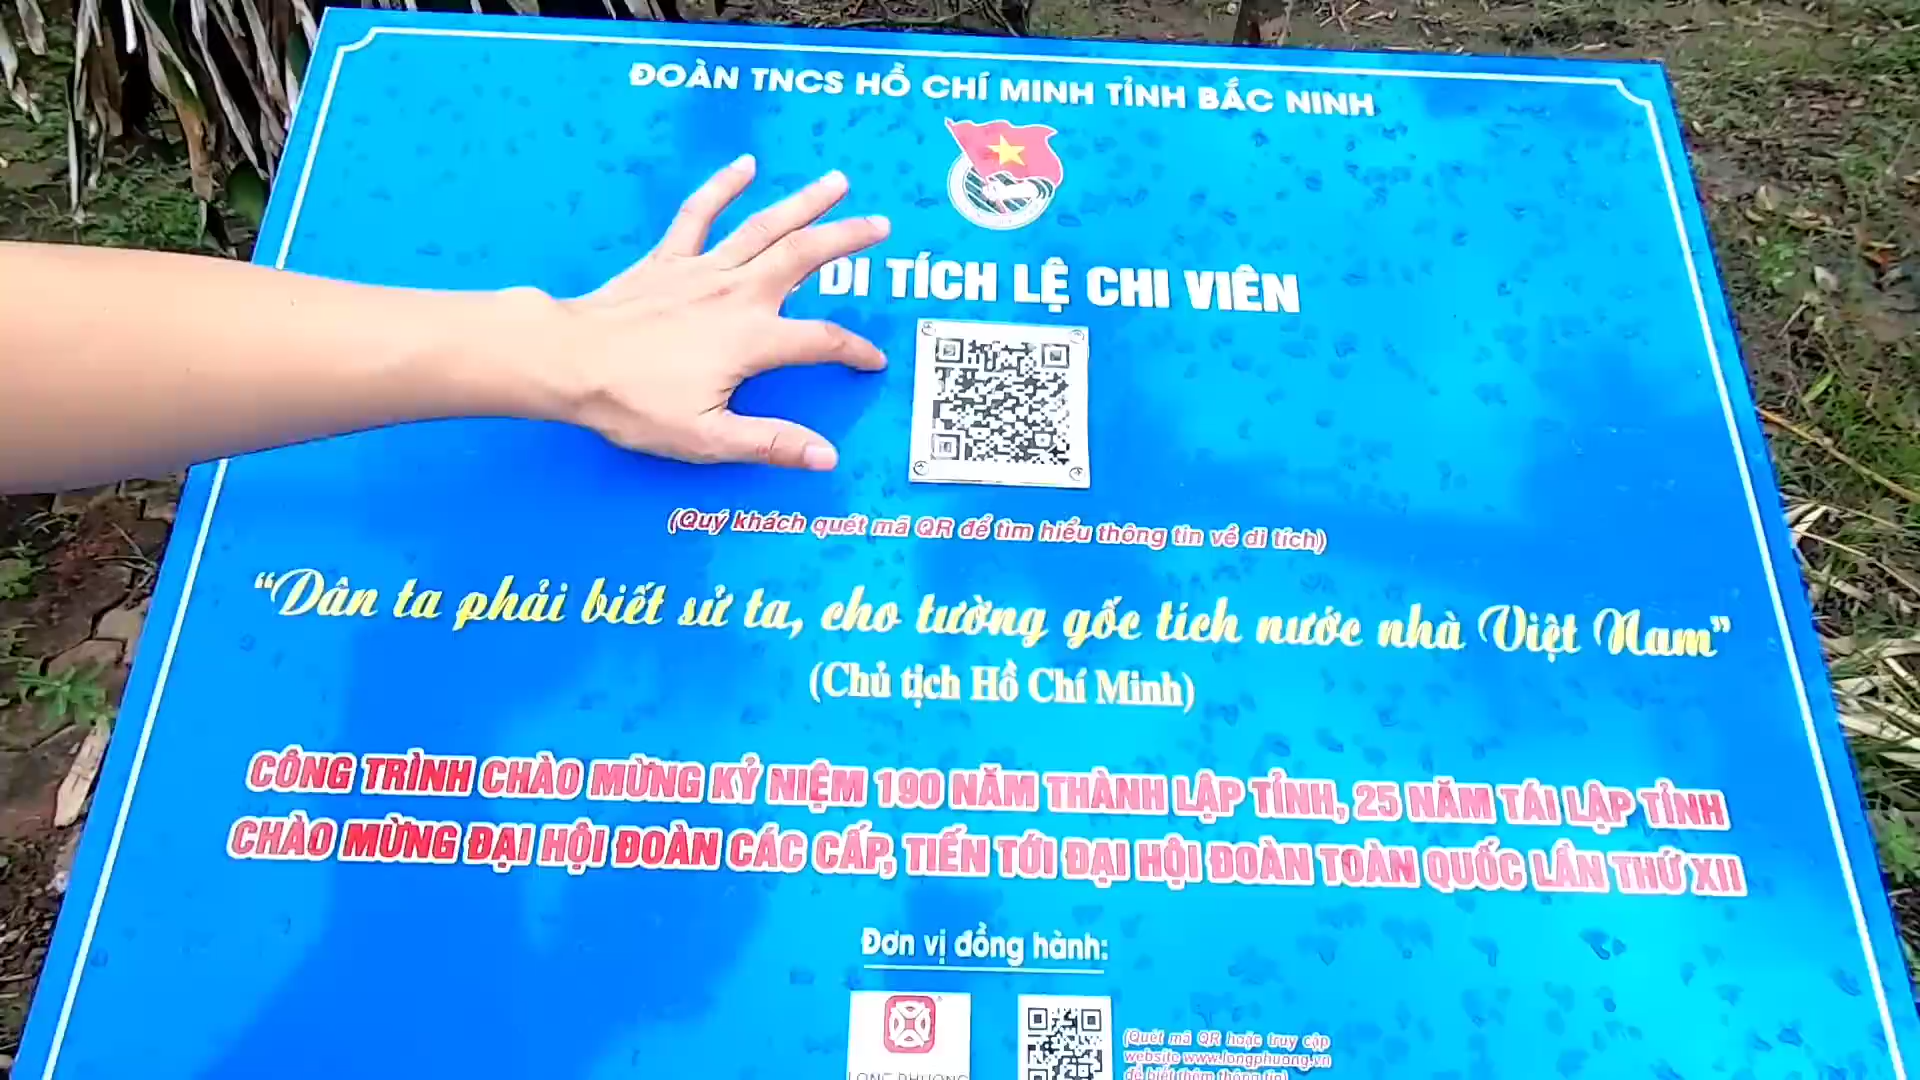 ĐOÀN TNCS HỒ CHÍ MINH TỈNH BẮC NINH
DI TÍCH LỆ CHI VIÊN
(Quý khách quét mã QR để tìm hiểu thông tin về di tích)
“Dân ta phải biết sử ta, cho tường gốc tích nước nhà Việt Nam”
(Chủ tịch Hồ Chí Minh)
CÔNG TRÌNH CHÀO MỪNG KỶ NIỆM 190 NĂM THÀNH LẬP TỈNH, 25 NĂM TÁI LẬP TỈNH
CHÀO MỪNG ĐẠI HỘI ĐOÀN CÁC CẤP, TIẾN TỚI ĐẠI HỘI ĐOÀN TOÀN QUỐC LẦN THỨ XII
Đơn vị đồng hành:
LONG PHUONG
(Quét mã QR hoặc truy cập
website www.longphuong.vn
để biết thêm thông tin)